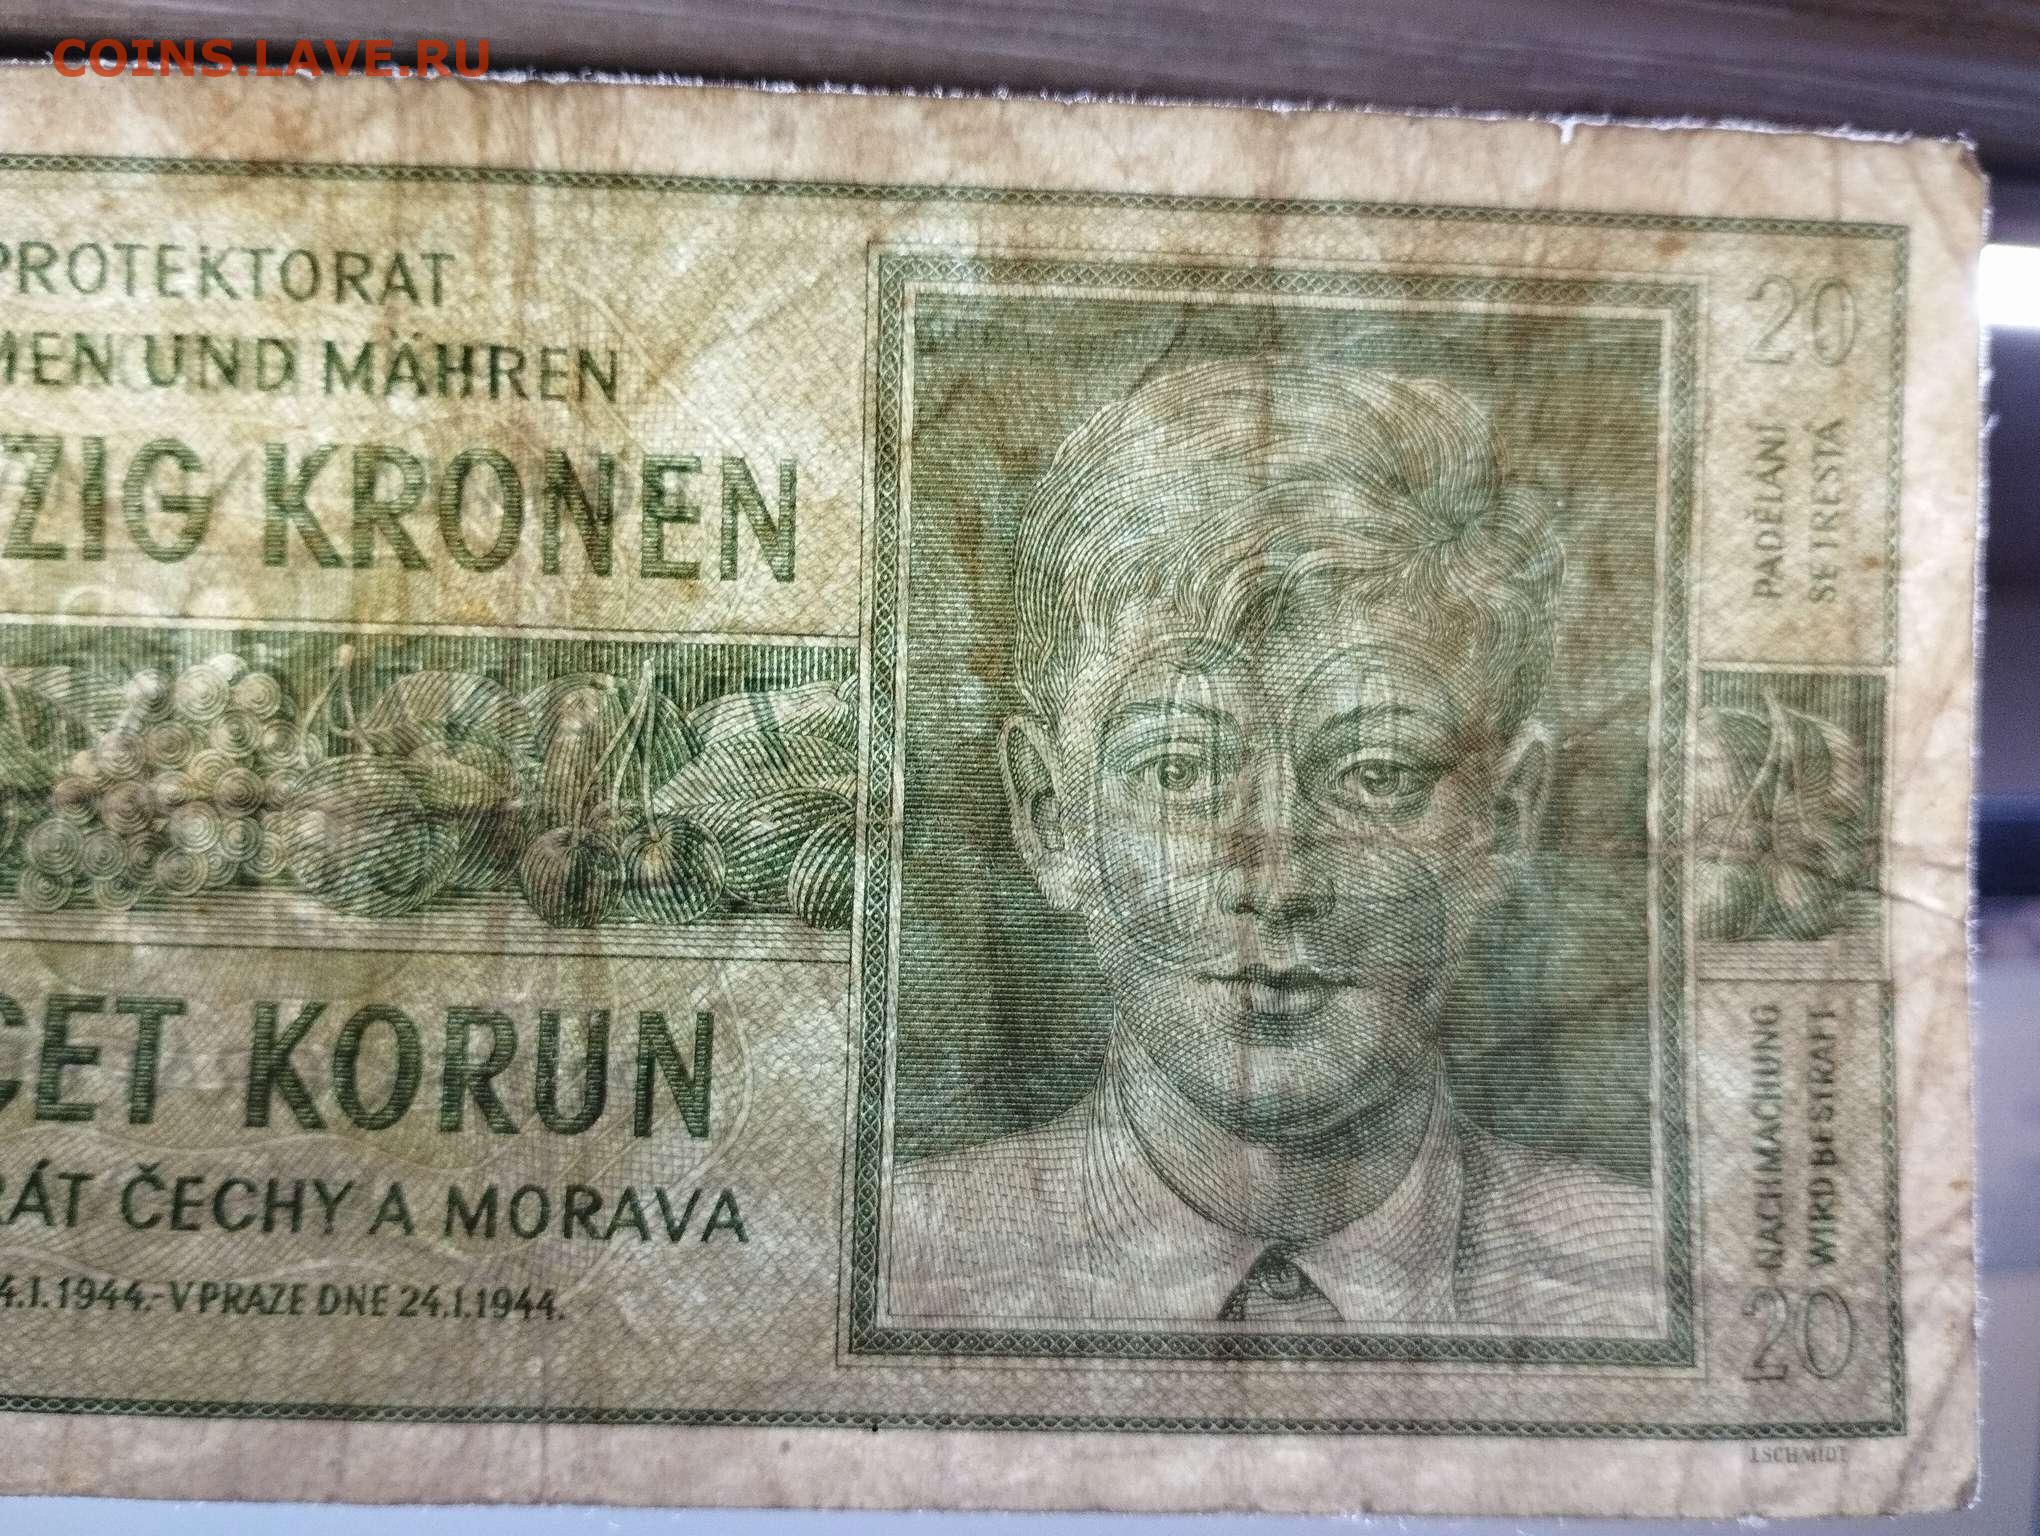 COINS.LAVE.RU
PROTEKTORAT
MEN UND MÄHREN
ZIG KRONEN
CET KORUN
RÁT ČECHY A MORAVA
4.I.1944.-V PRAZE DNE 24.I.1944.
20
PADĚLÁNÍ
SE TRESTÁ
NACHMACHUNG
WIRD BESTRAFT
20
I.SCHMIDT